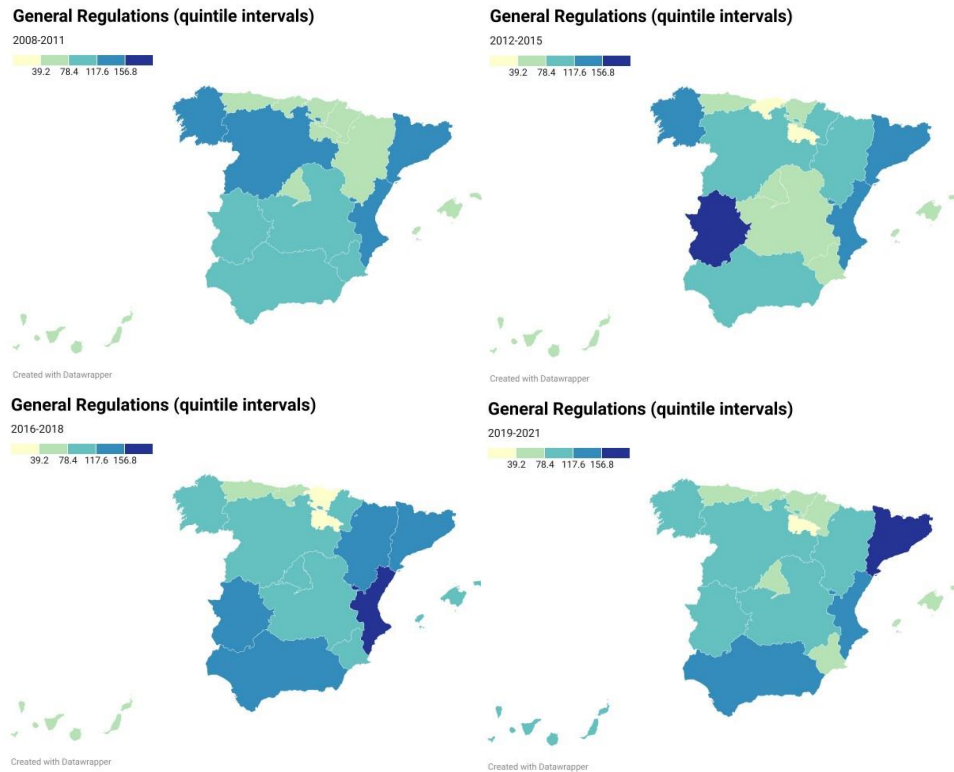 General Regulations (quintile intervals)
2008-2011
39.2 78.4 117.6 156.8
Created with Datawrapper
General Regulations (quintile intervals)
2012-2015
39.2 78.4 117.6 156.8
Created with Datawrapper
General Regulations (quintile intervals)
2016-2018
39.2 78.4 117.6 156.8
Created with Datawrapper
General Regulations (quintile intervals)
2019-2021
39.2 78.4 117.6 156.8
Created with Datawrapper